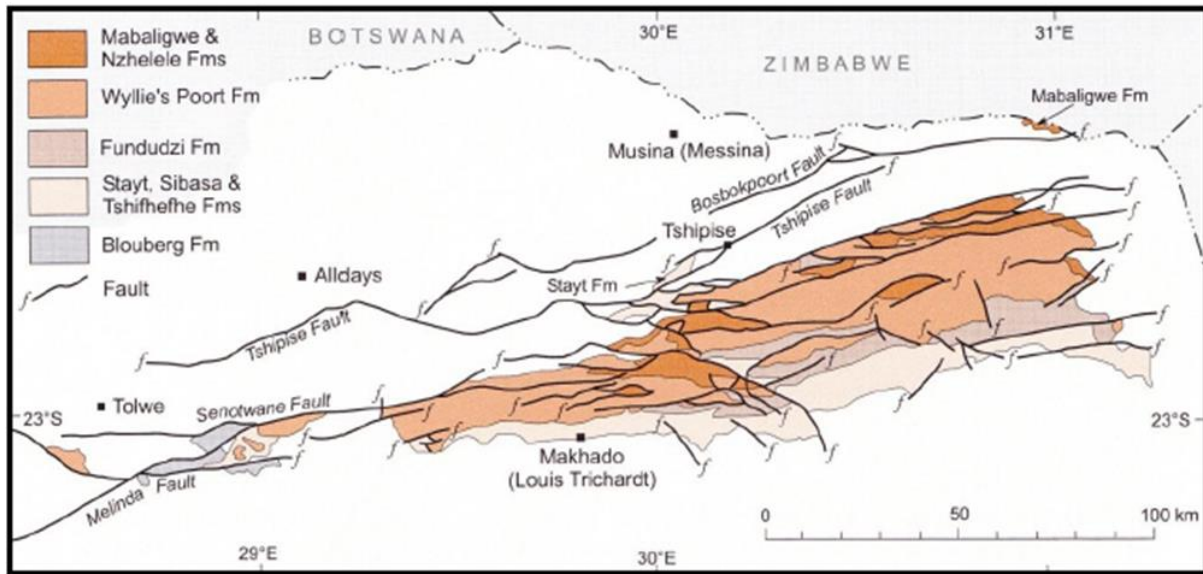 Mabaligwe &
Nzhelele Fms
Wyllie's Poort Fm
Fundudzi Fm
Stayt, Sibasa &
Tshifhefhe Fms
Blouberg Fm
f
Fault
BOTSWANA
30°E
31°E
ZIMBABWE
Mabaligwe Fm
f
Musina (Messina)
f
Bosbokpoort Fault
f
Tshipise Fault
Tshipise
f
f
f
f
f
Stayt Fm
Alldays
f
f
Tshipise Fault
f
f
f
f
f
f
f
f
f
Tolwe
Senotwane Fault
23°S
23°S
f
f
f
f
f
f
f
f
f
f
f
f
f
Makhado
(Louis Trichardt)
Melinda Fault
0
50
100 km
29°E
30°E